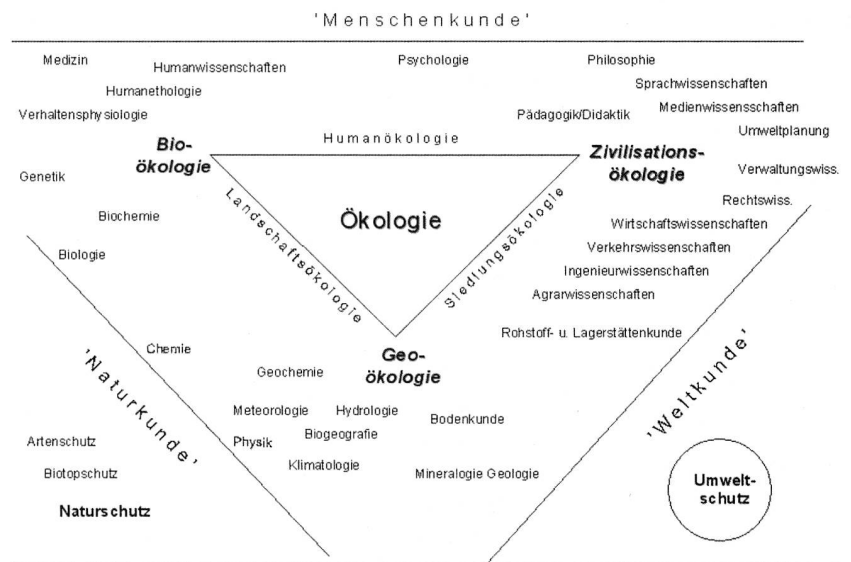 'Menschenkunde'
Medizin
Humanwissenschaften
Psychologie
Philosophie
Humanethologie
Sprachwissenschaften
Verhaltensphysiologie
Pädagogik/Didaktik
Medienwissensschaften
Umweltplanung
Humanökologie
Bio-
ökologie
Zivilisations-
ökologie
Genetik
Verwaltungswiss.
Rechtswiss.
Biochemie
Ökologie
Landschaftsökologie
Siedlungsökologie
Wirtschaftswissenschaften
Biologie
Verkehrswissenschaften
Ingenieurwissenschaften
Agrarwissenschaften
Rohstoff- u. Lagerstättenkunde
Chemie
Geo-
ökologie
Geochemie
'Naturkunde'
'Weltkunde'
Meteorologie
Hydrologie
Bodenkunde
Artenschutz
Physik
Biogeografie
Biotopschutz
Klimatologie
Mineralogie Geologie
Umwelt-
schutz
Naturschutz